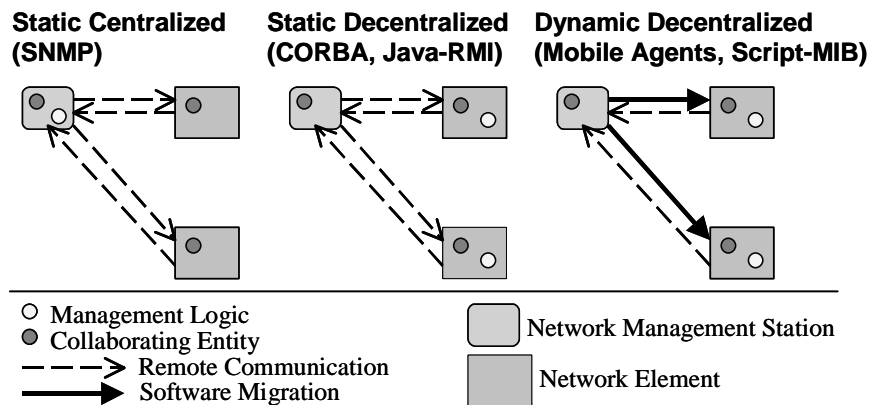 Static Centralized
(SNMP)
Static Decentralized
(CORBA, Java-RMI)
Dynamic Decentralized
(Mobile Agents, Script-MIB)
Management Logic
Collaborating Entity
Remote Communication
Software Migration
Network Management Station
Network Element